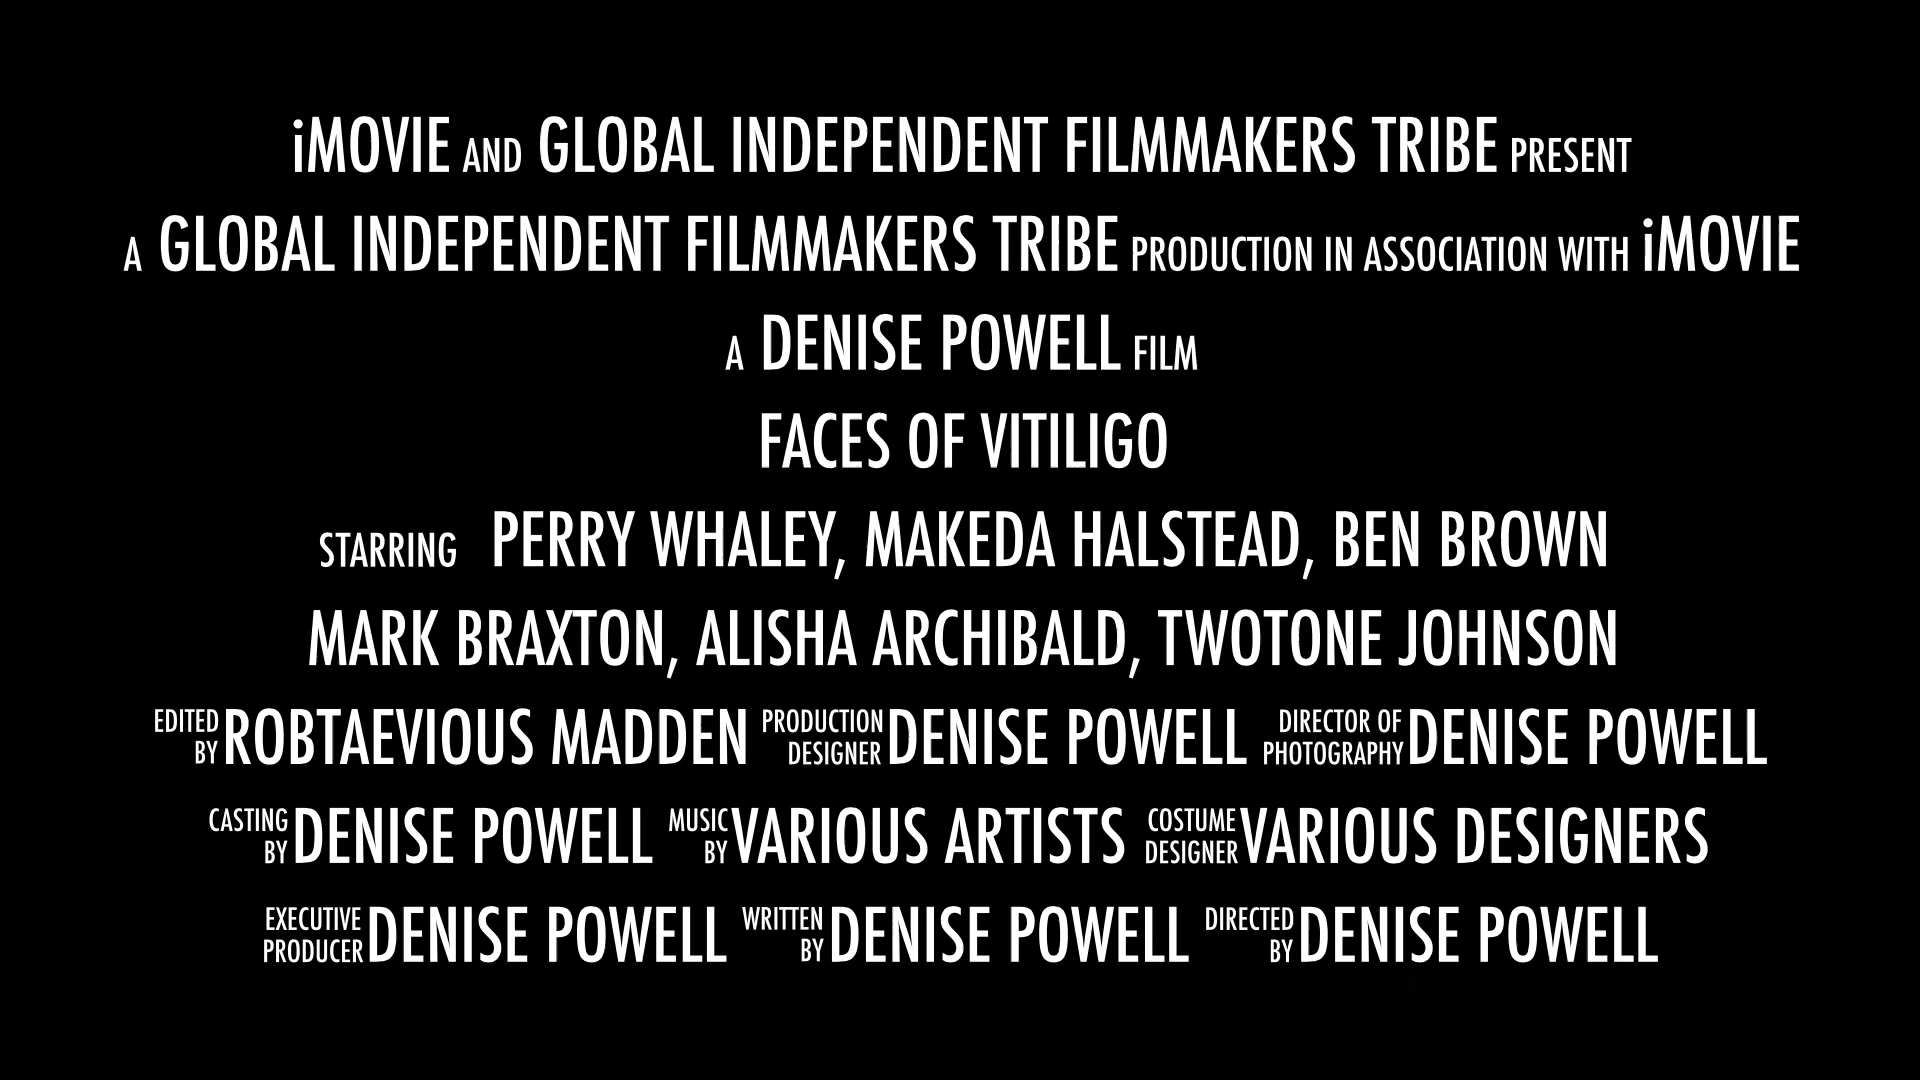 iMOVIE AND GLOBAL INDEPENDENT FILMMAKERS TRIBE PRESENT
A GLOBAL INDEPENDENT FILMMAKERS TRIBE PRODUCTION IN ASSOCIATION WITH iMOVIE
A DENISE POWELL FILM
FACES OF VITILIGO
STARRING PERRY WHALEY, MAKEDA HALSTEAD, BEN BROWN
MARK BRAXTON, ALISHA ARCHIBALD, TWOTONE JOHNSON
EDITED BY ROBTAEVIOUS MADDEN PRODUCTION DESIGNER DENISE POWELL DIRECTOR OF PHOTOGRAPHY DENISE POWELL
CASTING BY DENISE POWELL MUSIC BY VARIOUS ARTISTS COSTUME DESIGNER VARIOUS DESIGNERS
EXECUTIVE PRODUCER DENISE POWELL WRITTEN BY DENISE POWELL DIRECTED BY DENISE POWELL